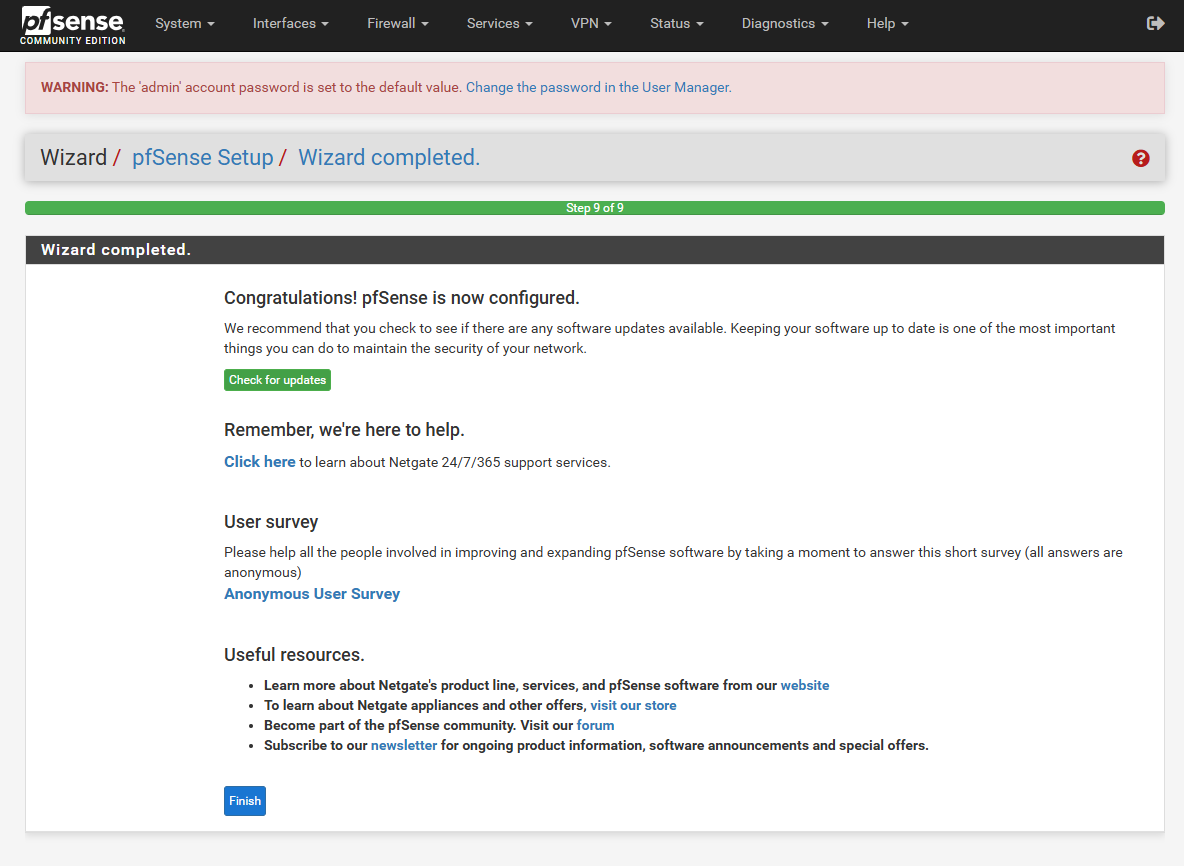 pfsense
COMMUNITY EDITION
System
Interfaces
Firewall
Services
VPN
Status
Diagnostics
Help
WARNING: The 'admin' account password is set to the default value. Change the password in the User Manager.
Wizard / pfSense Setup / Wizard completed.
?
Step 9 of 9
Wizard completed.
Congratulations! pfSense is now configured.
We recommend that you check to see if there are any software updates available. Keeping your software up to date is one of the most important
things you can do to maintain the security of your network.
Check for updates
Remember, we're here to help.
Click here to learn about Netgate 24/7/365 support services.
User survey
Please help all the people involved in improving and expanding pfSense software by taking a moment to answer this short survey (all answers are
anonymous)
Anonymous User Survey
Useful resources.
• Learn more about Netgate's product line, services, and pfSense software from our website
• To learn about Netgate appliances and other offers, visit our store
• Become part of the pfSense community. Visit our forum
• Subscribe to our newsletter for ongoing product information, software announcements and special offers.
Finish